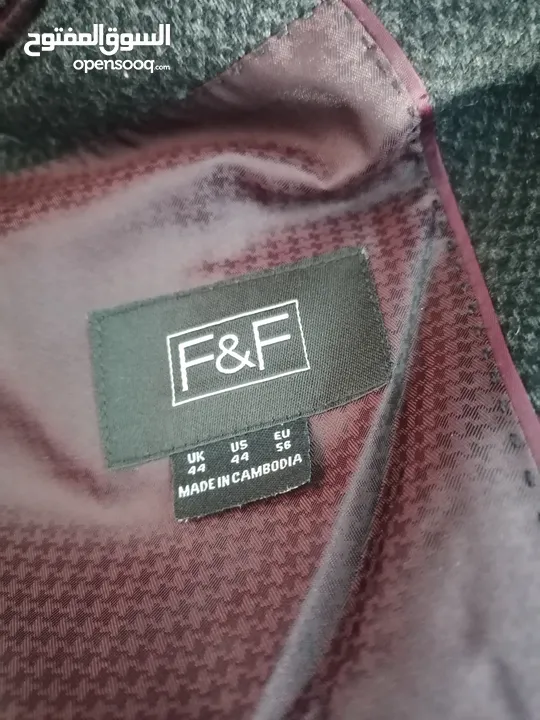 السوق المفتوح
opensooq.com
F&F
UK US EU
44 44 56
MADE IN CAMBODIA